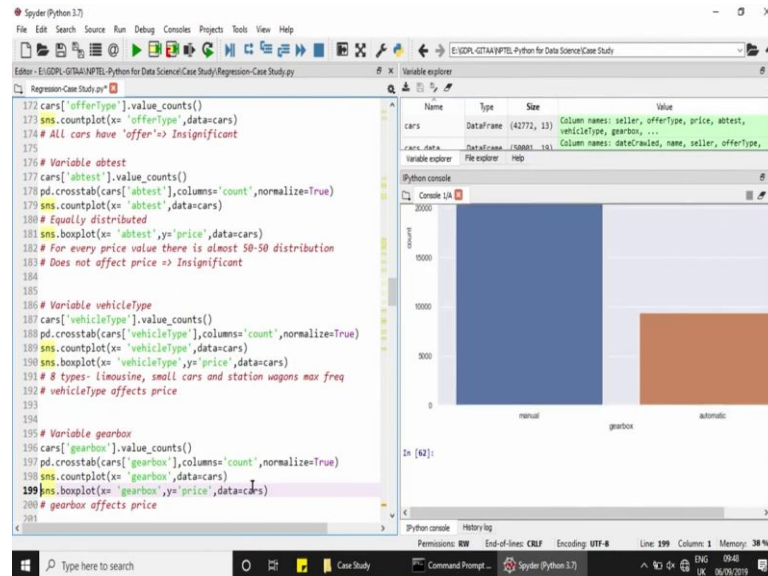 Spyder (Python 3.7)
File Edit Search Source Run Debug Consoles Projects Tools View Help
E:\GDPL-GITAA\NPTEL-Python for Data Science\Case Study
Editor - E:\GDPL-GITAA\NPTEL-Python for Data Science\Case Study\Regression-Case Study.py
Regression-Case Study.py*
172 cars['offerType'].value_counts()
173 sns.countplot(x= 'offerType',data=cars)
174 # All cars have 'offer'=> Insignificant
175
176 # Variable abtest
177 cars['abtest'].value_counts()
178 pd.crosstab(cars['abtest'],columns='count',normalize=True)
179 sns.countplot(x= 'abtest',data=cars)
180 # Equally distributed
181 sns.boxplot(x= 'abtest',y='price',data=cars)
182 # For every price value there is almost 50-50 distribution
183 # Does not affect price => Insignificant
184
185
186 # Variable vehicleType
187 cars['vehicleType'].value_counts()
188 pd.crosstab(cars['vehicleType'],columns='count',normalize=True)
189 sns.countplot(x= 'vehicleType',data=cars)
190 sns.boxplot(x= 'vehicleType',y='price',data=cars)
191 # 8 types- limousine, small cars and station wagons max freq
192 # vehicleType affects price
193
194
195 # Variable gearbox
196 cars['gearbox'].value_counts()
197 pd.crosstab(cars['gearbox'],columns='count',normalize=True)
198 sns.countplot(x= 'gearbox',data=cars)
199 sns.boxplot(x= 'gearbox',y='price',data=cars)
200 # gearbox affects price
201
Variable explorer
Name Type Size Value
cars DataFrame (42772, 13) Column names: seller, offerType, price, abtest,
vehicleType, gearbox, ...
cars_data DataFrame (50001, 19) Column names: dateCrawled, name, seller, offerType,
Variable explorer File explorer Help
IPython console
Console 1/A
20000
count
15000
10000
5000
0
manual automatic
gearbox
In [62]:
IPython console History log
Permissions: RW End-of-lines: CRLF Encoding: UTF-8 Line: 199 Column: 1 Memory: 38 %
Type here to search
Case Study
Command Prompt ...
Spyder (Python 3.7)
ENG
UK
09:48
06/09/2019